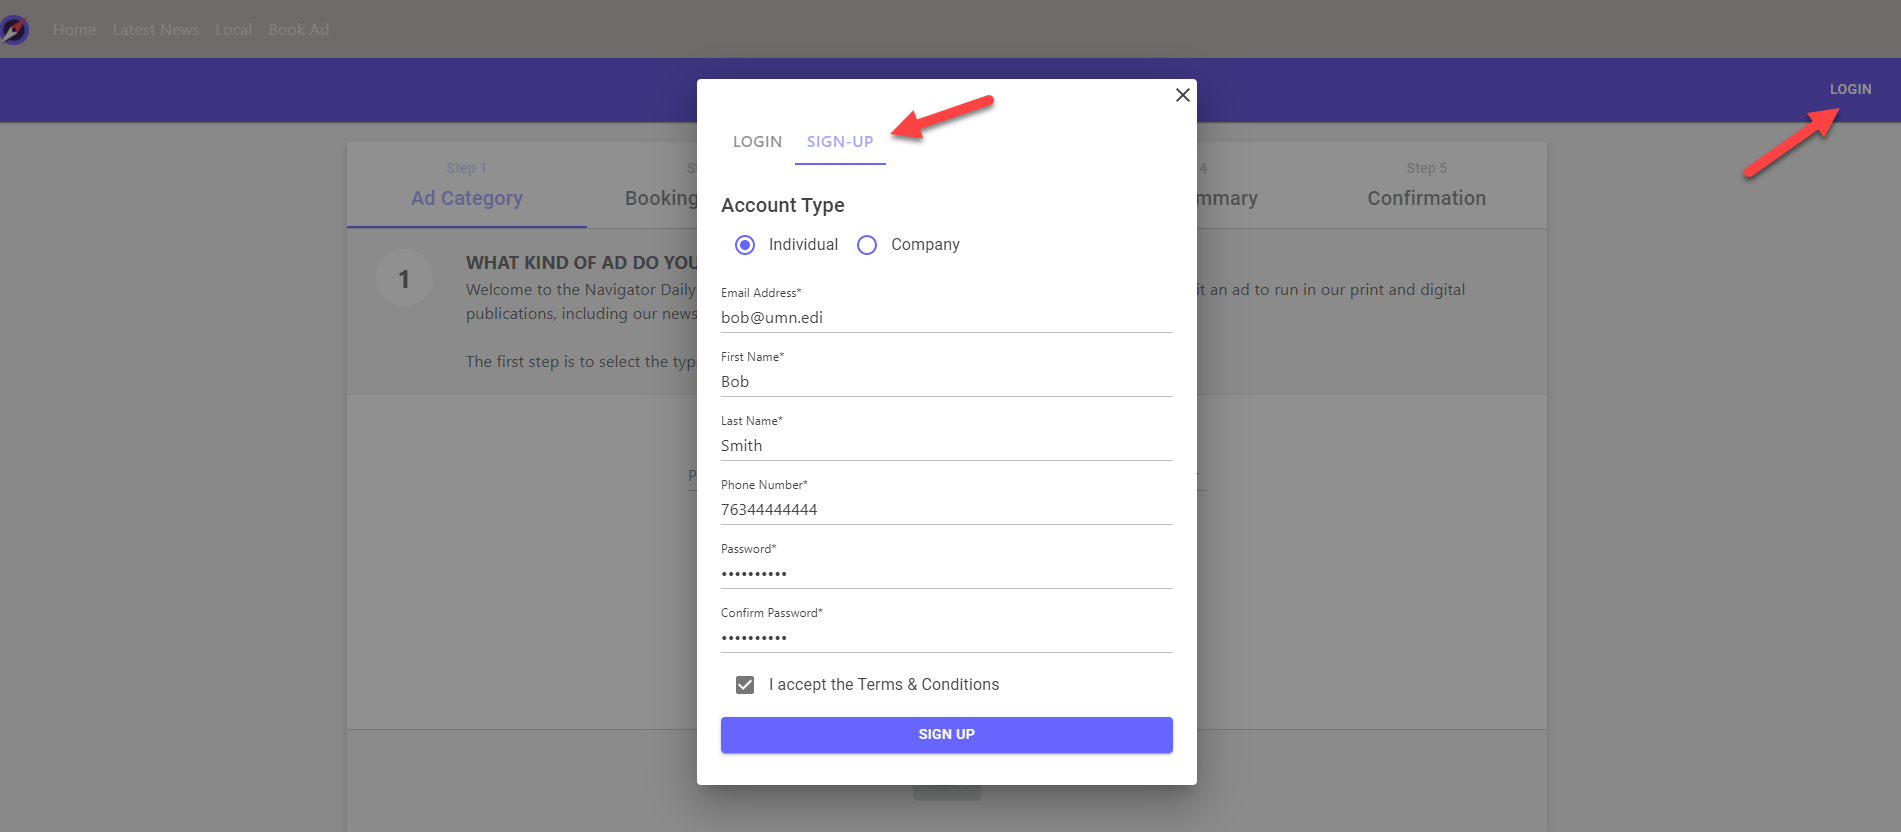 Home Latest News Local Book Ad
LOGIN
LOGIN SIGN-UP
Step 1
Ad Category
Booking
4
mmary
Step 5
Confirmation
1
WHAT KIND OF AD DO YOU
Welcome to the Navigator Daily
it an ad to run in our print and digital
publications, including our news
The first step is to select the typ
Account Type
Individual Company
Email Address*
bob@umn.edi
First Name*
Bob
Last Name*
Smith
Phone Number*
76344444444
Password*
••••••••••
Confirm Password*
••••••••••
I accept the Terms & Conditions
SIGN UP